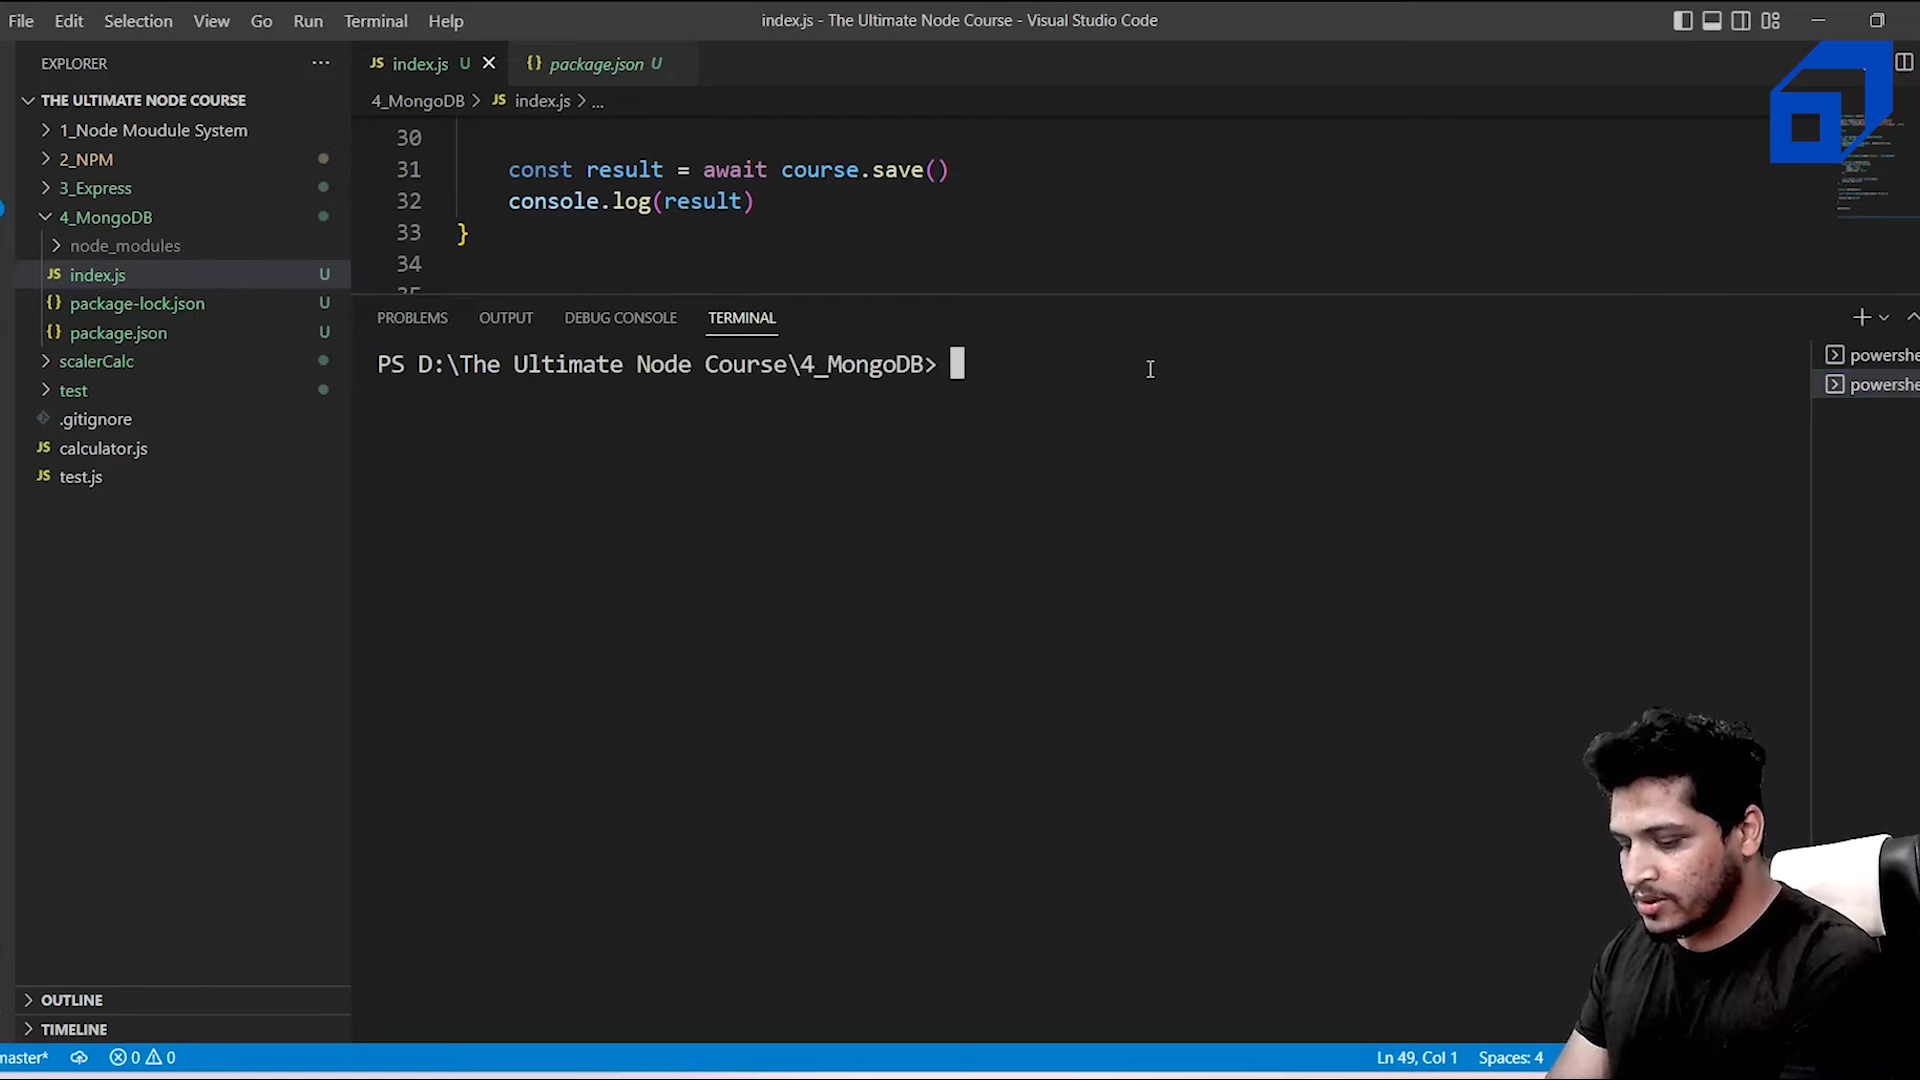 File Edit Selection View Go Run Terminal Help
index.js - The Ultimate Node Course - Visual Studio Code
EXPLORER
THE ULTIMATE NODE COURSE
1_Node Moudule System
2_NPM
3_Express
4_MongoDB
node_modules
JS index.js U
{} package-lock.json U
{} package.json U
scalerCalc
test
.gitignore
JS calculator.js
JS test.js
OUTLINE
TIMELINE
JS index.js U
{} package.json U
4_MongoDB > JS index.js > ...
30
31 const result = await course.save()
32 console.log(result)
33 }
34
35
PROBLEMS OUTPUT DEBUG CONSOLE TERMINAL
PS D:\The Ultimate Node Course\4_MongoDB>
powershe
powershe
master* 0 0
Ln 49, Col 1 Spaces: 4